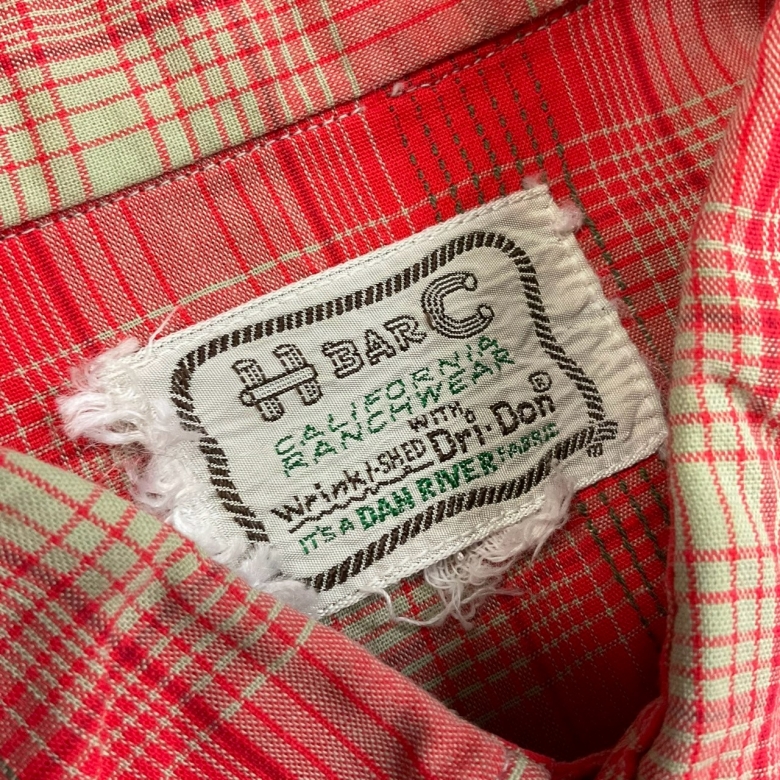 H BAR C
CALIFORNIA
RANCHWEAR
WITH
Wrinkl-SHED Dri-Don®
IT'S A DAN RIVER FABRIC